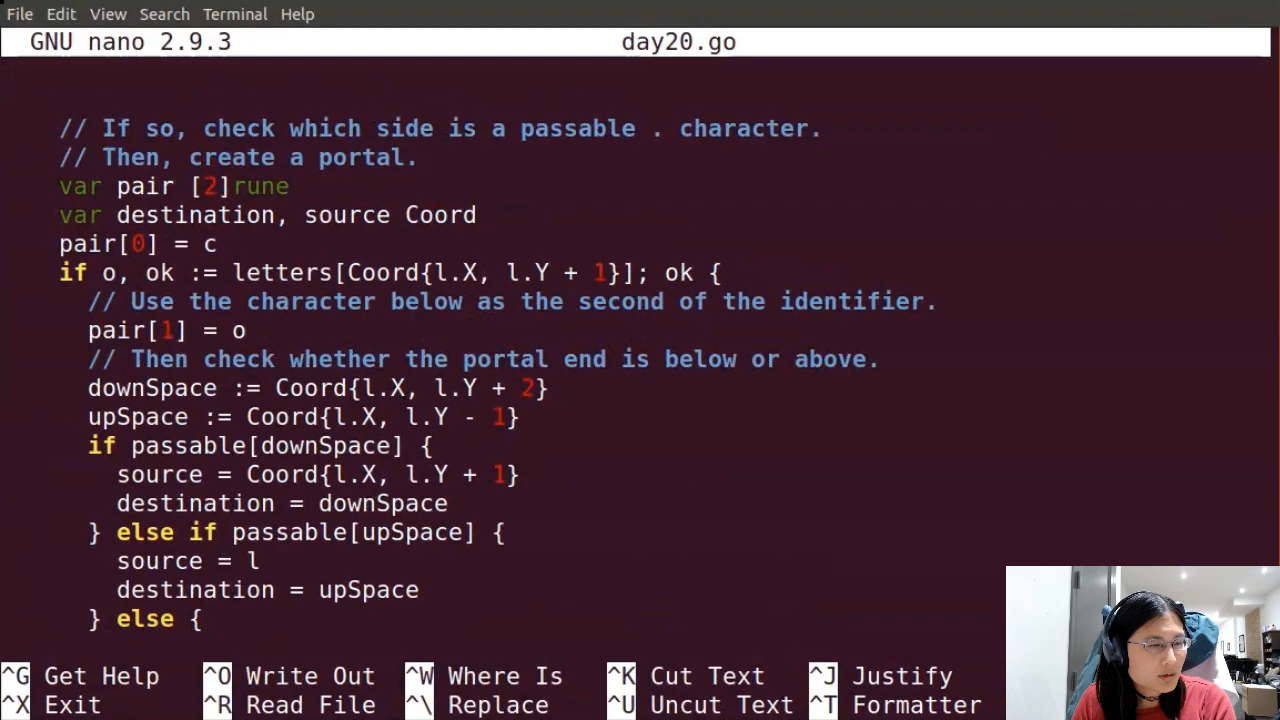 File Edit View Search Terminal Help
GNU nano 2.9.3 day20.go
// If so, check which side is a passable . character.
// Then, create a portal.
var pair [2]rune
var destination, source Coord
pair[0] = c
if o, ok := letters[Coord{l.X, l.Y + 1}]; ok {
// Use the character below as the second of the identifier.
pair[1] = o
// Then check whether the portal end is below or above.
downSpace := Coord{l.X, l.Y + 2}
upSpace := Coord{l.X, l.Y - 1}
if passable[downSpace] {
source = Coord{l.X, l.Y + 1}
destination = downSpace
} else if passable[upSpace] {
source = l
destination = upSpace
} else {
^G Get Help ^O Write Out ^W Where Is ^K Cut Text ^J Justify
^X Exit ^R Read File ^\ Replace ^U Uncut Text ^T Formatter